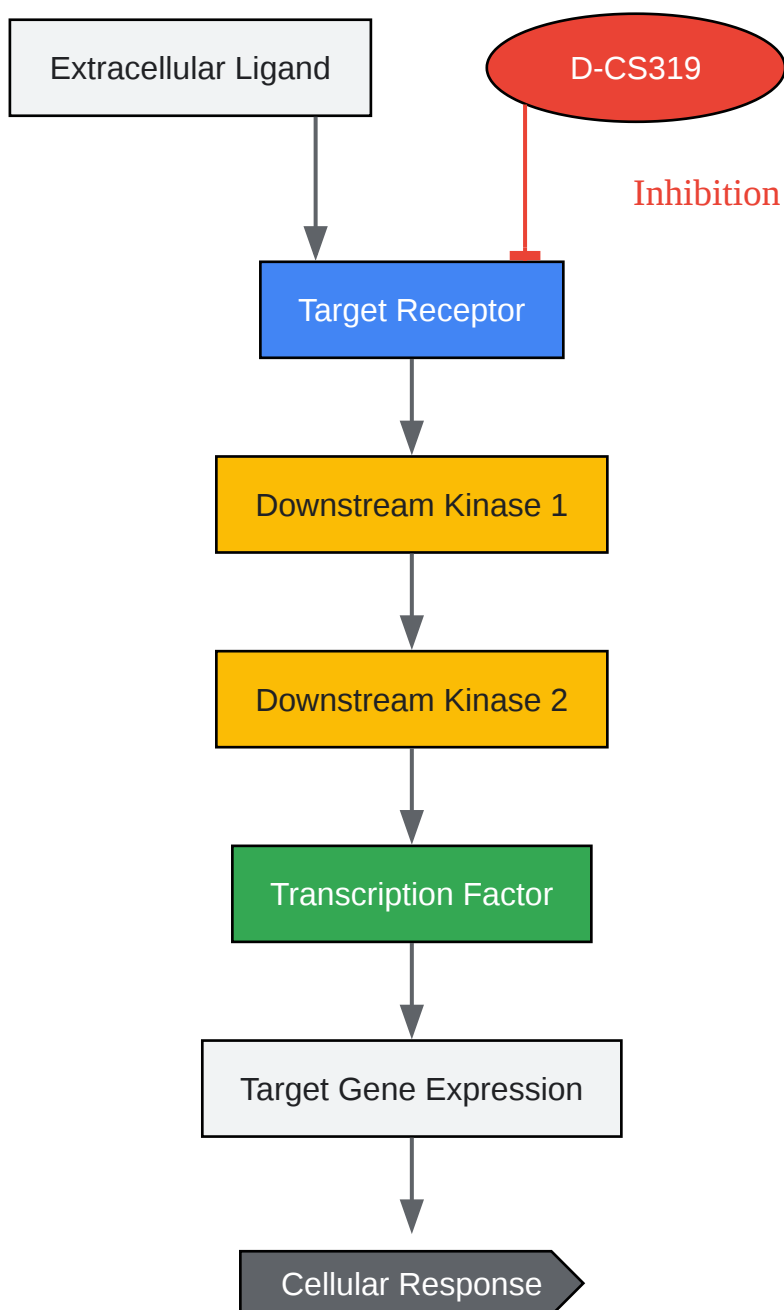 Extracellular Ligand
D-CS319
Inhibition
Target Receptor
Downstream Kinase 1
Downstream Kinase 2
Transcription Factor
Target Gene Expression
Cellular Response